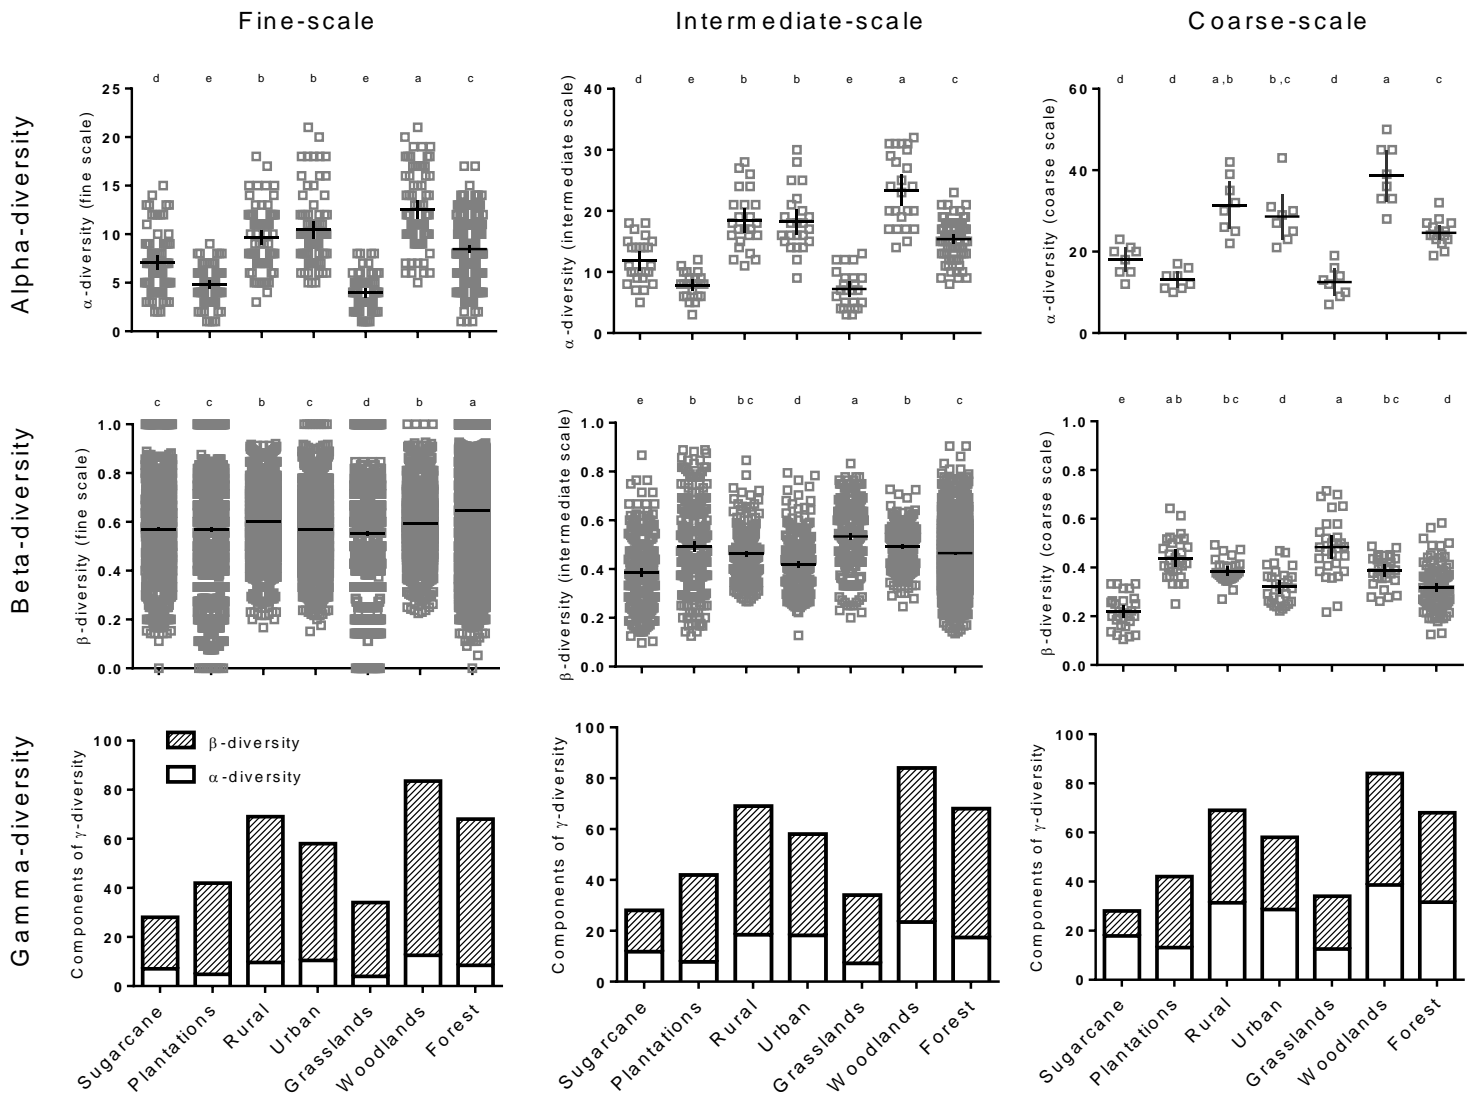 Fine-scale
Intermediate-scale
Coarse-scale
Alpha-diversity
α-diversity (fine scale)
d e b b e a c
25
20
15
10
5
0
α-diversity (intermediate scale)
d e b b e a c
40
30
20
10
0
α-diversity (coarse scale)
d d a,b b,c d a c
60
40
20
0
Beta-diversity
β-diversity (fine scale)
c c b c d b a
1.0
0.8
0.6
0.4
0.2
0.0
β-diversity (intermediate scale)
e b bc d a b c
1.0
0.8
0.6
0.4
0.2
0.0
β-diversity (coarse scale)
e ab bc d a bc d
1.0
0.8
0.6
0.4
0.2
0.0
Gamma-diversity
Components of γ-diversity
100
80
60
40
20
0
β-diversity
α-diversity
Sugarcane
Plantations
Rural
Urban
Grasslands
Woodlands
Forest
Components of γ-diversity
100
80
60
40
20
0
Sugarcane
Plantations
Rural
Urban
Grasslands
Woodlands
Forest
Components of γ-diversity
100
80
60
40
20
0
Sugarcane
Plantations
Rural
Urban
Grasslands
Woodlands
Forest